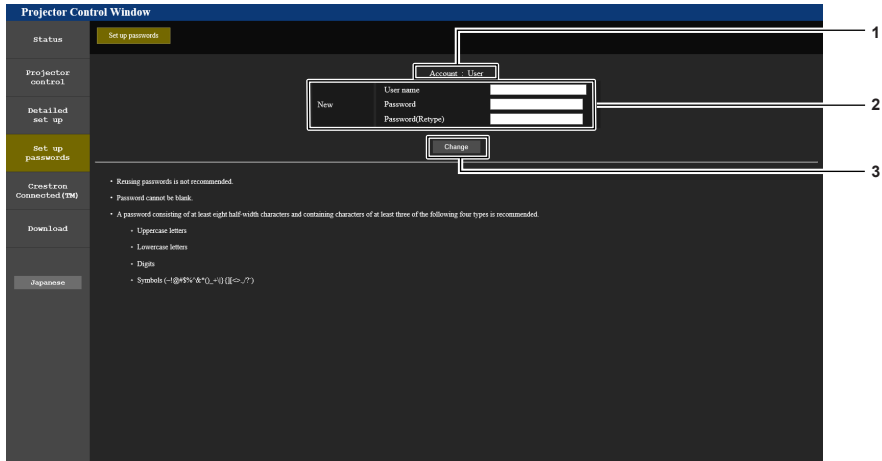 Projector Control Window
Status
Set up passwords
1
Projector
control
Account : User
User name
New
Password
2
Password(Retype)
Detailed
set up
Change
3
Set up
passwords
• Reusing passwords is not recommended.
• Password cannot be blank.
• A password consisting of at least eight half-width characters and containing characters of at least three of the following four types is recommended.
Crestron
Connected(TM)
• Uppercase letters
Download
• Lowercase letters
• Digits
Japanese
• Symbols